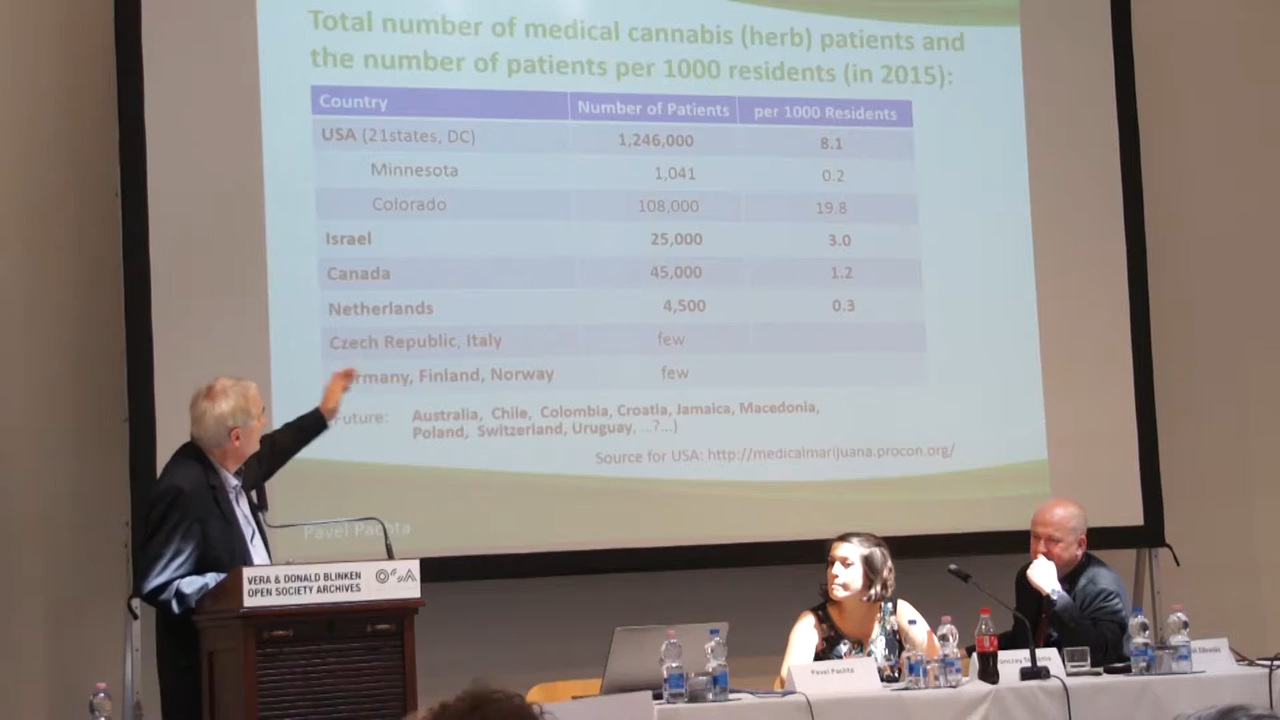 Total number of medical cannabis (herb) patients and
the number of patients per 1000 residents (in 2015):
Country Number of Patients per 1000 Residents
USA (21states, DC) 1,246,000 8.1
Minnesota 1,041 0.2
Colorado 108,000 19.8
Israel 25,000 3.0
Canada 45,000 1.2
Netherlands 4,500 0.3
Czech Republic, Italy few
Finland, Norway few
Future: Australia, Chile, Colombia, Croatia, Jamaica, Macedonia,
Poland, Switzerland, Uruguay, ...?...)
Source for USA: http://medicalmarijuana.procon.org/
Pavel Pachta
VERA & DONALD BLINKEN
OPEN SOCIETY ARCHIVES
OSA
Pavel Pachta